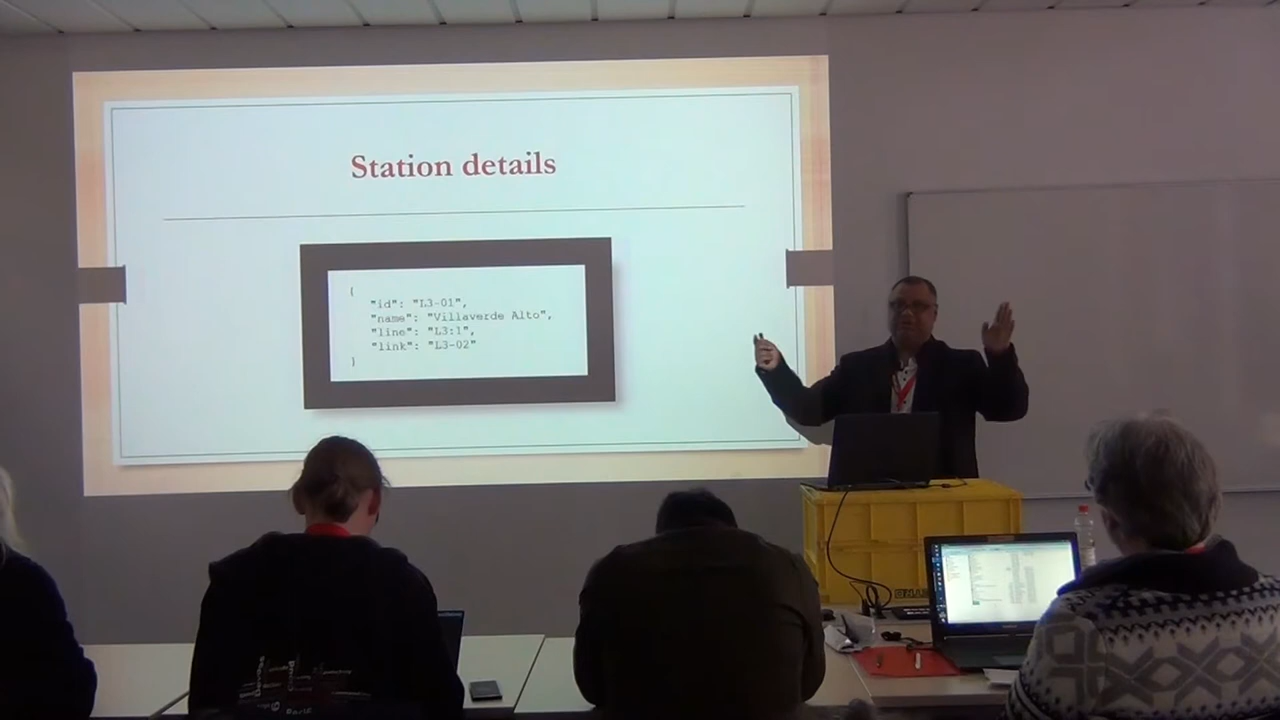 Station details
{
"id": "L3-01",
"name": "Villaverde Alto",
"line": "L3:1",
"link": "L3-02"
}